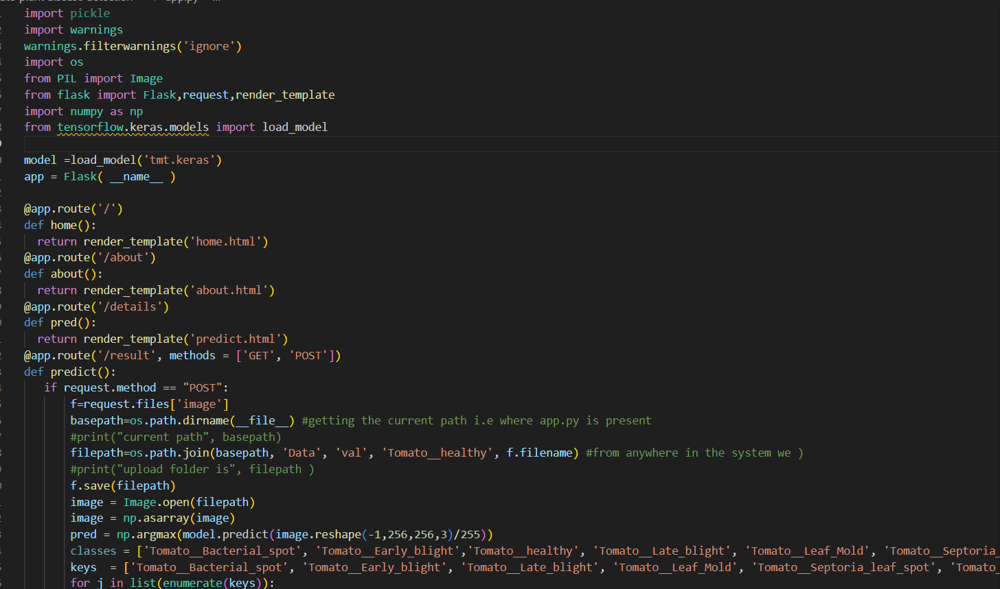 import pickle
import warnings
warnings.filterwarnings('ignore')
import os
from PIL import Image
from flask import Flask,request,render_template
import numpy as np
from tensorflow.keras.models import load_model
model =load_model('tmt.keras')
app = Flask( __name__ )
@app.route('/')
def home():
return render_template('home.html')
@app.route('/about')
def about():
return render_template('about.html')
@app.route('/details')
def pred():
return render_template('predict.html')
@app.route('/result', methods = ['GET', 'POST'])
def predict():
if request.method == "POST":
f=request.files['image']
basepath=os.path.dirname(__file__) #getting the current path i.e where app.py is present
#print("current path", basepath)
filepath=os.path.join(basepath, 'Data', 'val', 'Tomato__healthy', f.filename) #from anywhere in the system we )
#print("upload folder is", filepath )
f.save(filepath)
image = Image.open(filepath)
image = np.asarray(image)
pred = np.argmax(model.predict(image.reshape(-1,256,256,3)/255))
classes = ['Tomato__Bacterial_spot', 'Tomato__Early_blight','Tomato__healthy', 'Tomato__Late_blight', 'Tomato__Leaf_Mold', 'Tomato__Septoria_
keys = ['Tomato__Bacterial_spot', 'Tomato__Early_blight', 'Tomato__Late_blight', 'Tomato__Leaf_Mold', 'Tomato__Septoria_leaf_spot', 'Tomato_
for j in list(enumerate(keys)):